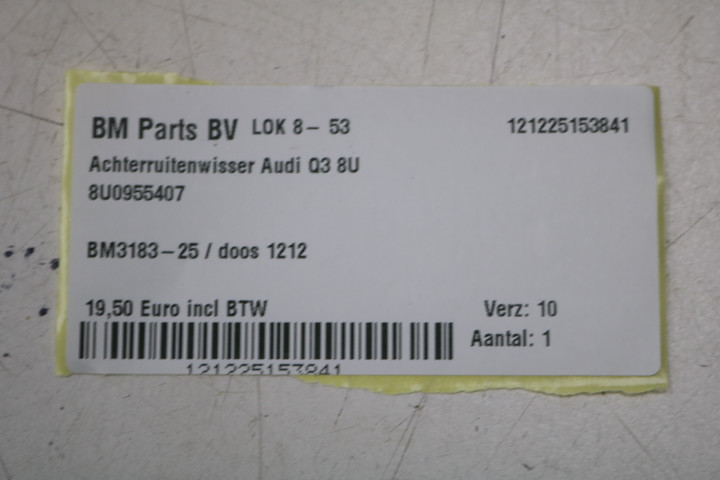 BM Parts BV LOK 8- 53 121225153841
Achterruitenwisser Audi Q3 8U
8U0955407
BM3183-25 / doos 1212
19,50 Euro incl BTW Verz: 10
Aantal: 1
121225153841